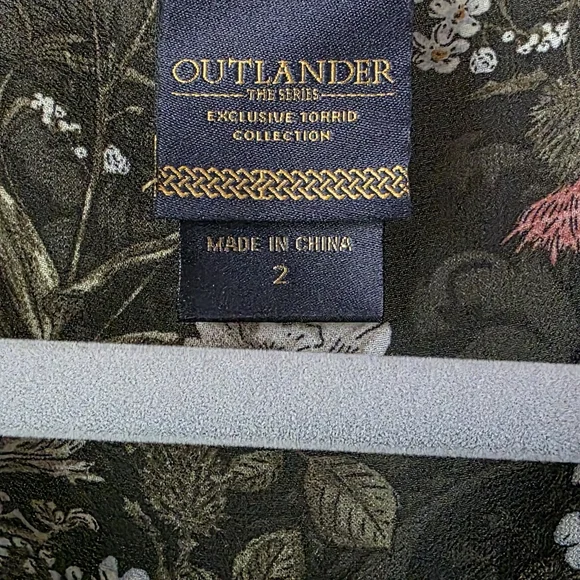 OUTLANDER
THE SERIES
EXCLUSIVE TORRID
COLLECTION
MADE IN CHINA
2